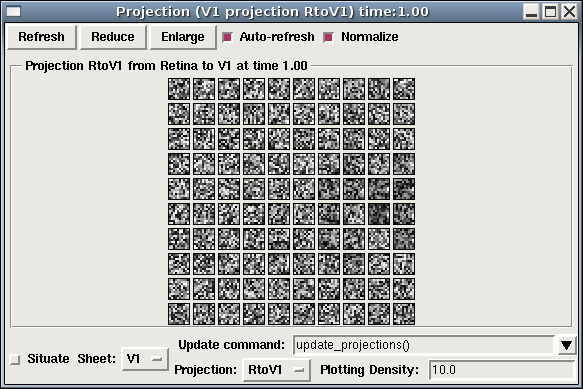 Projection (V1 projection RtoV1) time:1.00
Refresh Reduce Enlarge Auto-refresh Normalize
Projection RtoV1 from Retina to V1 at time 1.00
Update command: update_projections()
Situate Sheet: V1
Projection: RtoV1 Plotting Density: 10.0